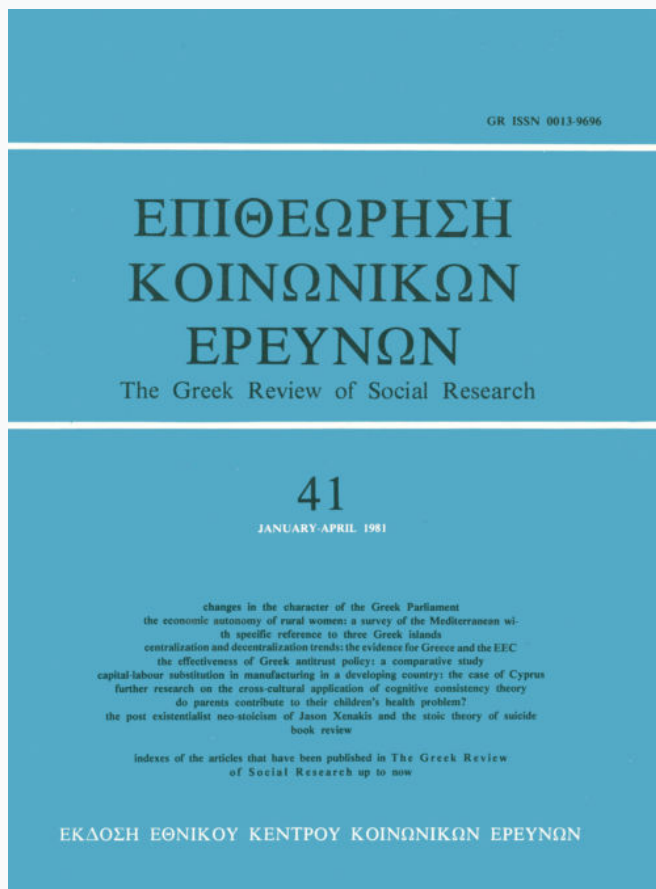 GR ISSN 0013-9696
ΕΠΙΘΕΩΡΗΣΗ
ΚΟΙΝΩΝΙΚΩΝ
ΕΡΕΥΝΩΝ
The Greek Review of Social Research
41
JANUARY-APRIL 1981
changes in the character of the Greek Parliament
the economic autonomy of rural women: a survey of the Mediterranean wi-
th specific reference to three Greek islands
centralization and decentralization trends: the evidence for Greece and the EEC
the effectiveness of Greek antitrust policy: a comparative study
capital-labour substitution in manufacturing in a developing country: the case of Cyprus
further research on the cross-cultural application of cognitive consistency theory
do parents contribute to their children's health problem?
the post existentialist neo-stoicism of Jason Xenakis and the stoic theory of suicide
book review
indexes of the articles that have been published in The Greek Review
of Social Research up to now
ΕΚΔΟΣΗ ΕΘΝΙΚΟΥ ΚΕΝΤΡΟΥ ΚΟΙΝΩΝΙΚΩΝ ΕΡΕΥΝΩΝ